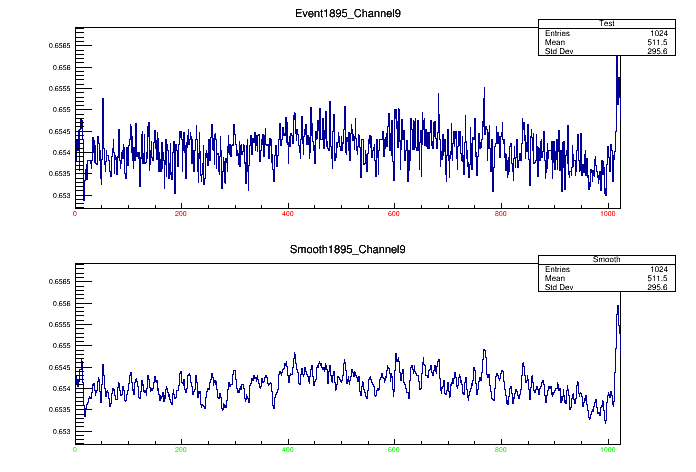 Event1895_Channel9
Test
Entries 1024
Mean 511.5
Std Dev 295.6
0.6565
0.656
0.6555
0.655
0.6545
0.654
0.6535
0.653
0 200 400 600 800 1000
Smooth1895_Channel9
Smooth
Entries 1024
Mean 511.5
Std Dev 295.6
0.6565
0.656
0.6555
0.655
0.6545
0.654
0.6535
0.653
0 200 400 600 800 1000